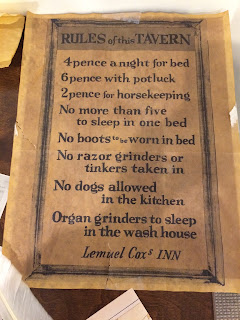 RULES of this TAVERN
4pence a night for bed
6pence with potluck
2pence for horsekeeping
No more than five
to sleep in one bed
No boots to be worn in bed
No razor grinders or
tinkers taken in
No dogs allowed
in the kitchen
Organ grinders to sleep
in the wash house
Lemuel Cox's INN